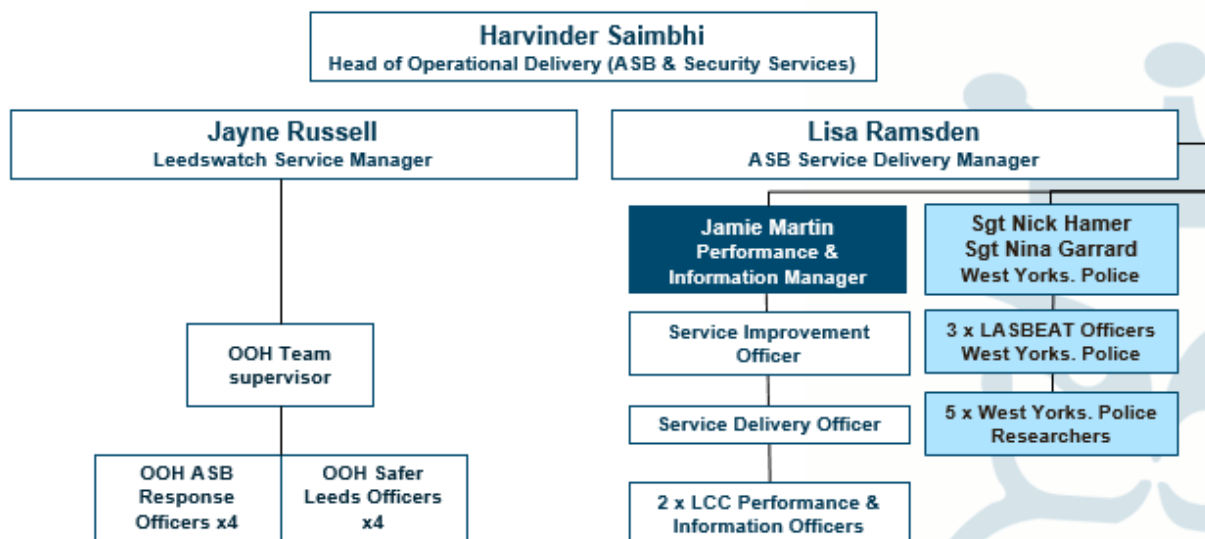 Harvinder Saimbhi
Head of Operational Delivery (ASB & Security Services)
Jayne Russell
Leedswatch Service Manager
Lisa Ramsden
ASB Service Delivery Manager
Jamie Martin
Performance &
Information Manager
Sgt Nick Hamer
Sgt Nina Garrard
West Yorks. Police
OOH Team
supervisor
Service Improvement
Officer
3 x LASBEAT Officers
West Yorks. Police
Service Delivery Officer
5 x West Yorks. Police
Researchers
OOH ASB
Response
Officers x4
OOH Safer
Leeds Officers
x4
2 x LCC Performance &
Information Officers